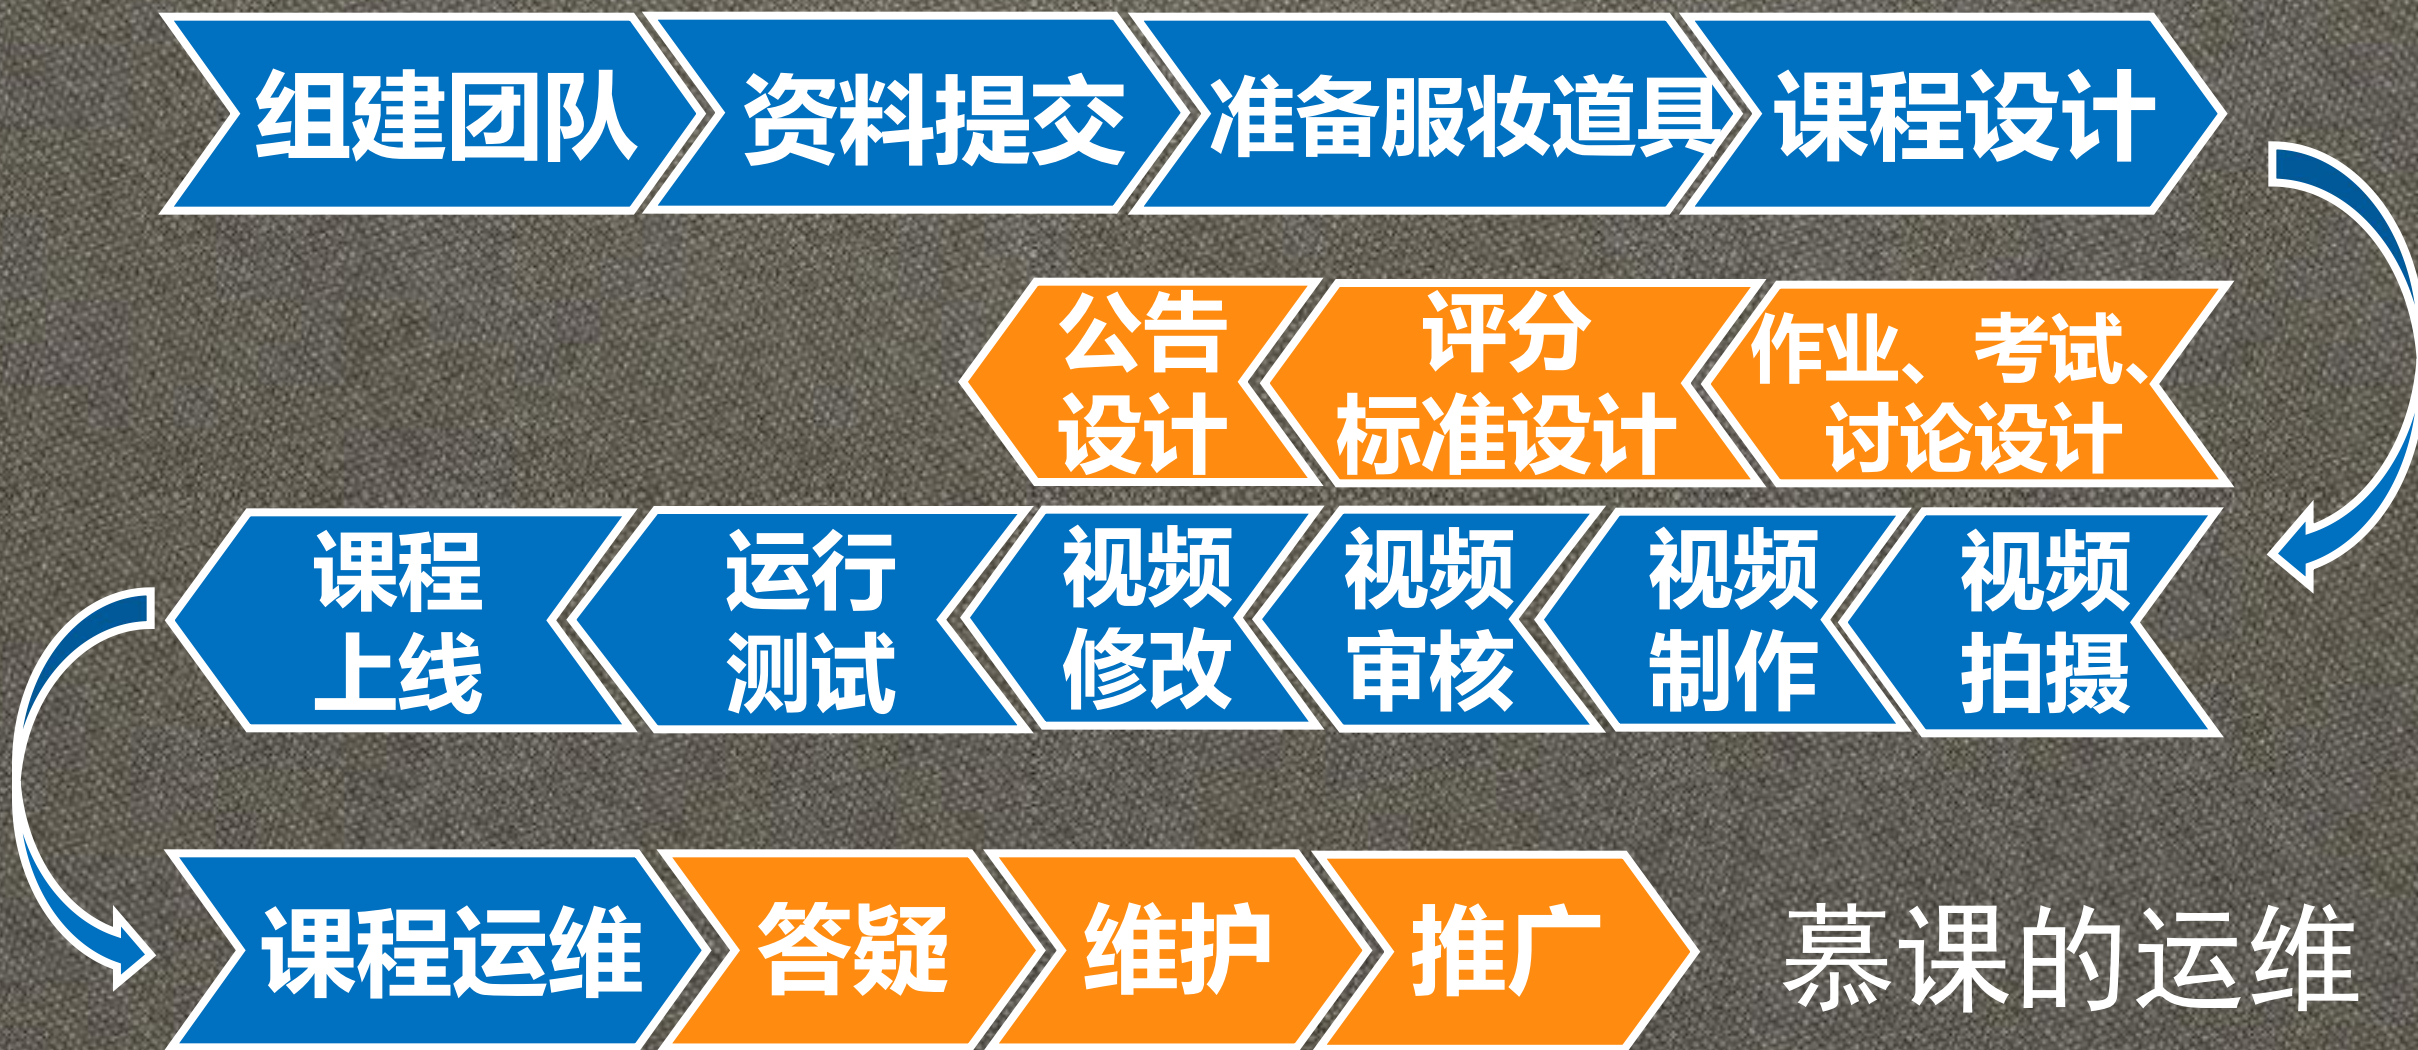 组建团队
资料提交
准备服妆道具
课程设计
作业、考试、
讨论设计
评分
标准设计
公告
设计
视频
拍摄
视频
制作
视频
审核
视频
修改
运行
测试
课程
上线
课程运维
答疑
维护
推广
慕课的运维